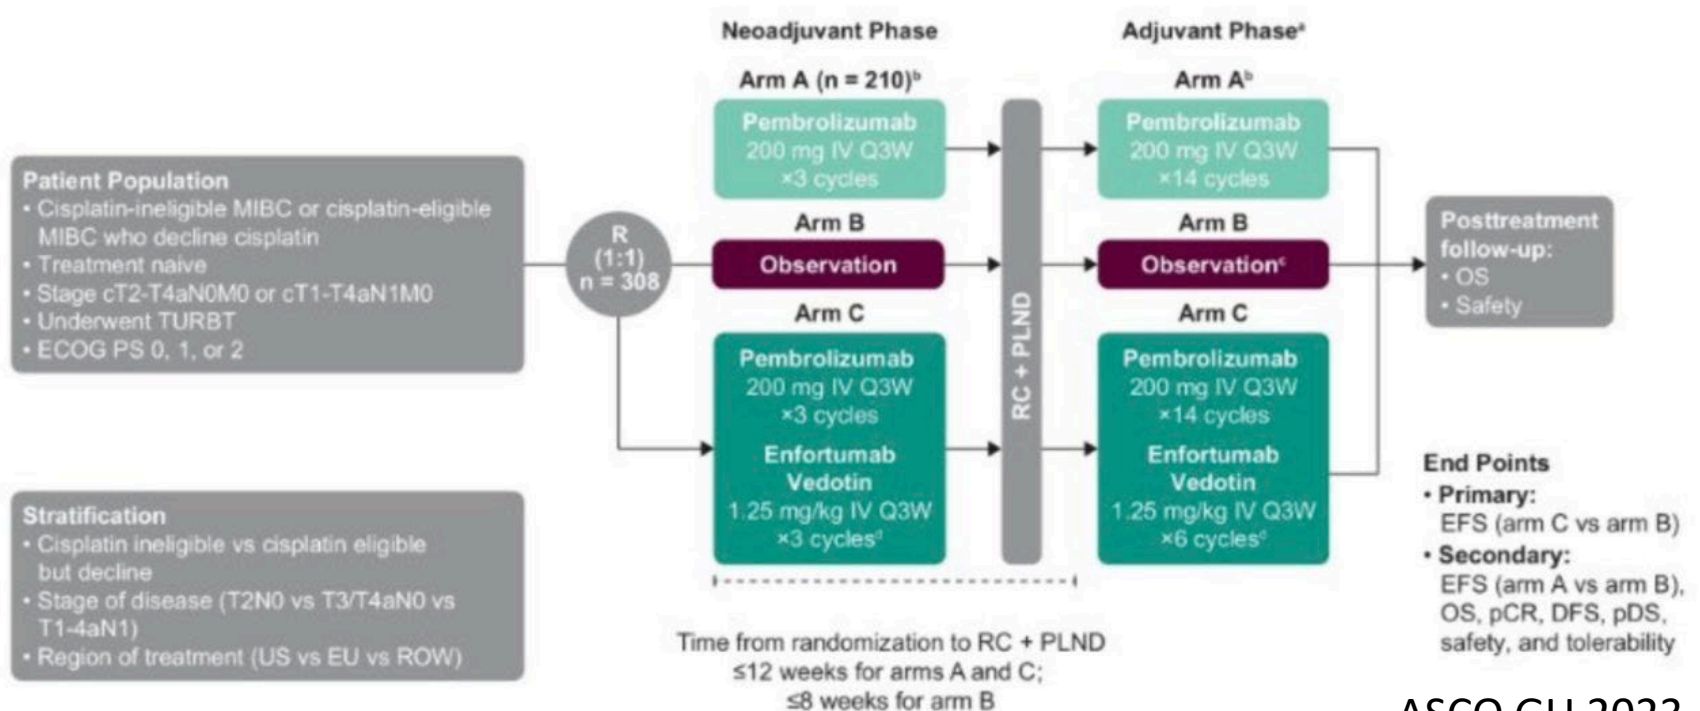 Neoadjuvant Phase
Adjuvant Phaseᵃ
Arm A (n = 210)ᵇ
Arm Aᵇ
Pembrolizumab
200 mg IV Q3W
×3 cycles
Pembrolizumab
200 mg IV Q3W
×14 cycles
Patient Population
• Cisplatin-ineligible MIBC or cisplatin-eligible
MIBC who decline cisplatin
• Treatment naive
• Stage cT2-T4aN0M0 or cT1-T4aN1M0
• Underwent TURBT
• ECOG PS 0, 1, or 2
R
(1:1)
n = 308
Arm B
Observation
Arm B
Observationᶜ
Arm C
Pembrolizumab
200 mg IV Q3W
×3 cycles
Enfortumab
Vedotin
1.25 mg/kg IV Q3W
×3 cyclesᵈ
RC + PLND
Arm C
Pembrolizumab
200 mg IV Q3W
×14 cycles
Enfortumab
Vedotin
1.25 mg/kg IV Q3W
×6 cyclesᵈ
Posttreatment
follow-up:
• OS
• Safety
Stratification
• Cisplatin ineligible vs cisplatin eligible
but decline
• Stage of disease (T2N0 vs T3/T4aN0 vs
T1-4aN1)
• Region of treatment (US vs EU vs ROW)
Time from randomization to RC + PLND
≤12 weeks for arms A and C;
≤8 weeks for arm B
End Points
• Primary:
EFS (arm C vs arm B)
• Secondary:
EFS (arm A vs arm B),
OS, pCR, DFS, pDS,
safety, and tolerability
ASCO GU